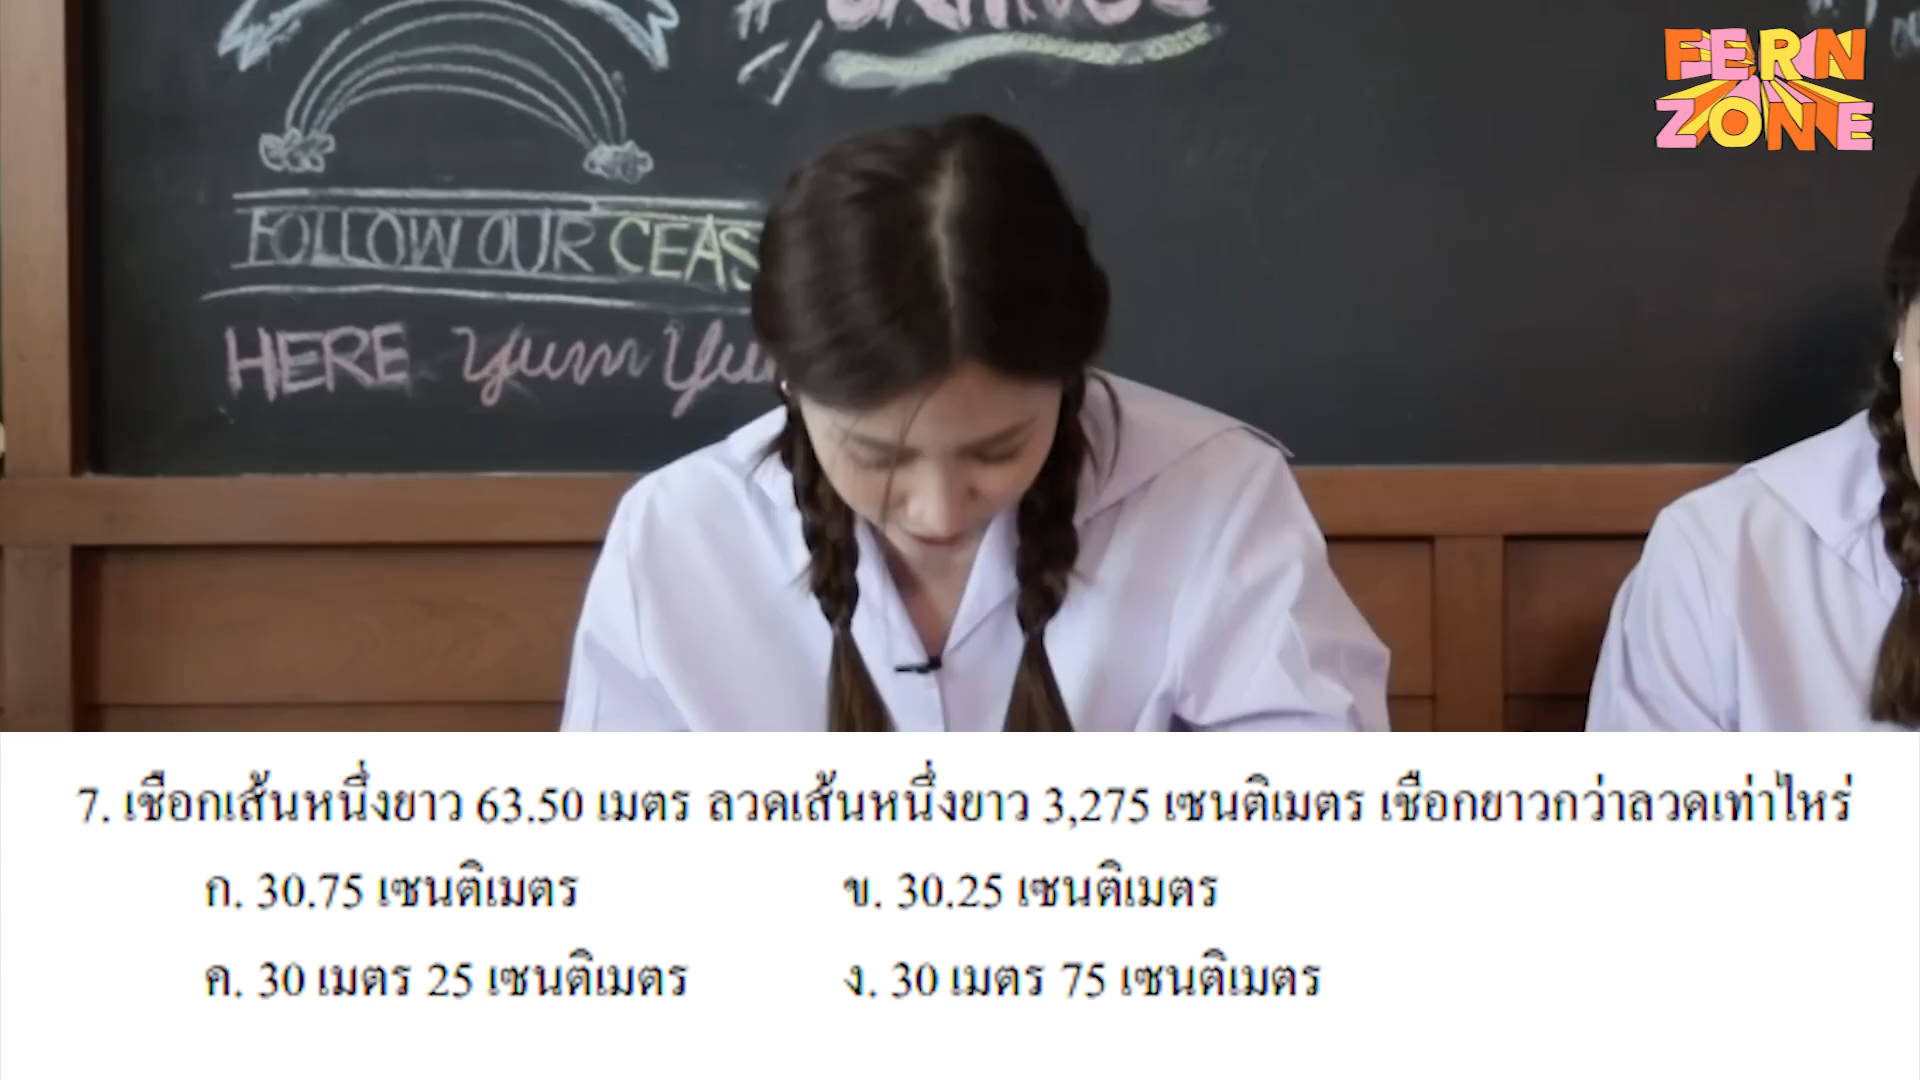 FERN
ZONE
FOLLOW OUR CEAS
HERE Yum Yu
7. เชือกเส้นหนึ่งยาว 63.50 เมตร ลวดเส้นหนึ่งยาว 3,275 เซนติเมตร เชือกยาวกว่าลวดเท่าไหร่
ก. 30.75 เซนติเมตร
ข. 30.25 เซนติเมตร
ค. 30 เมตร 25 เซนติเมตร
ง. 30 เมตร 75 เซนติเมตร